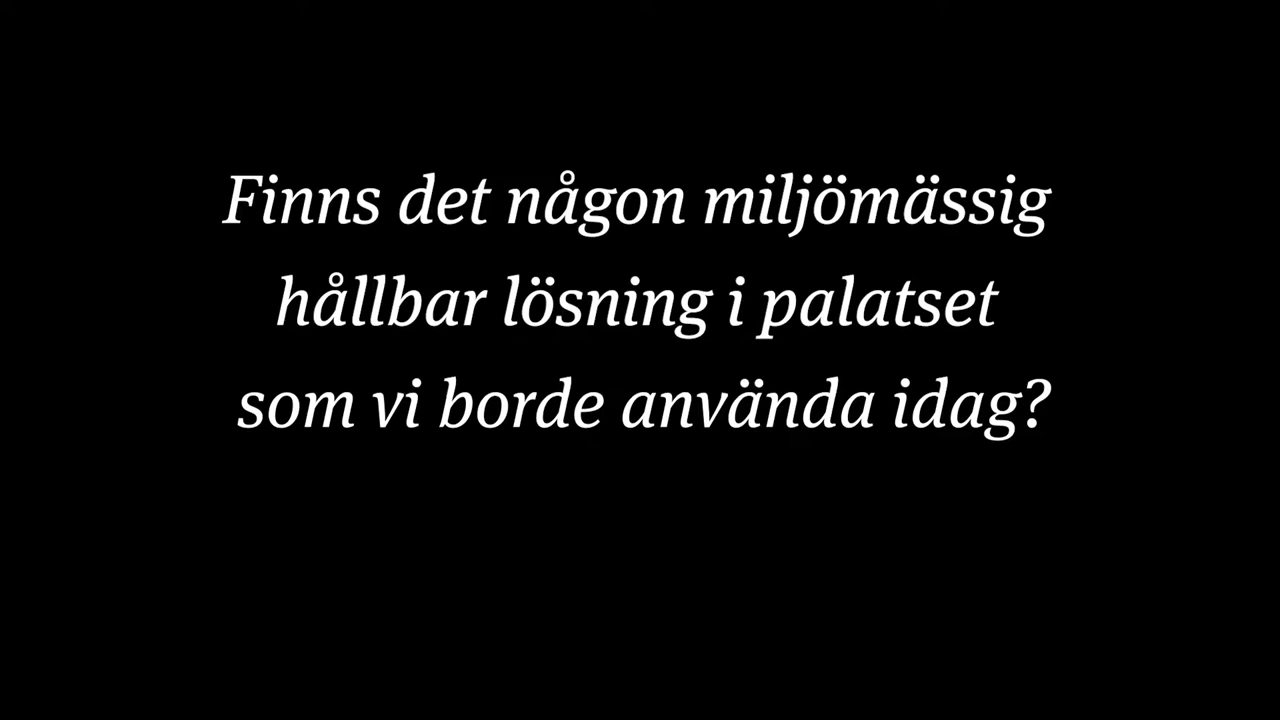 Finns det någon miljömässig
hållbar lösning i palatset
som vi borde använda idag?